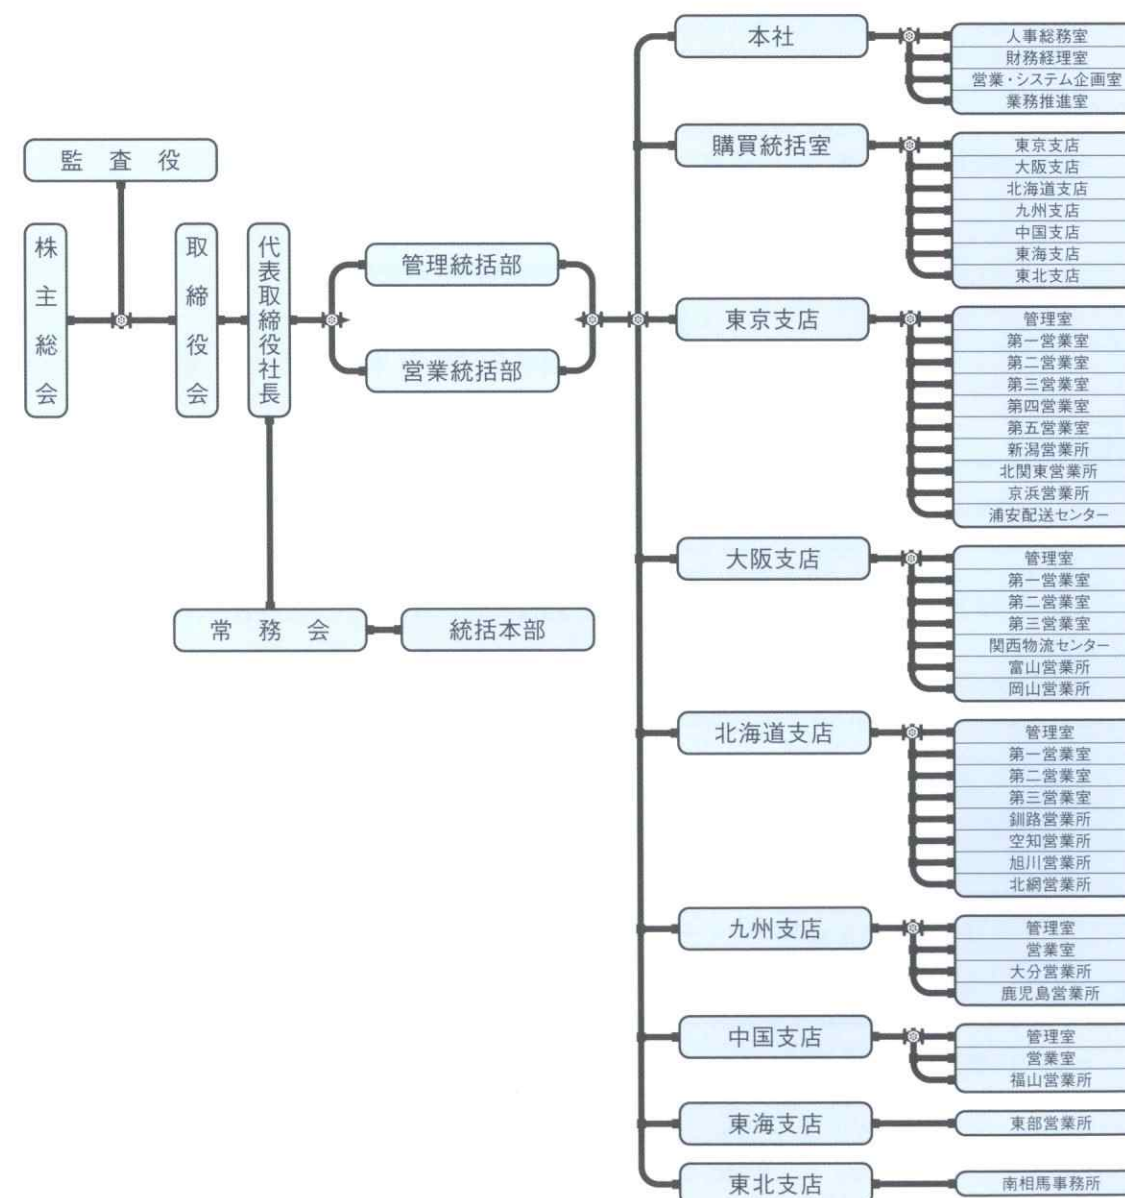 監査役
株主総会
取締役会
代表取締役社長
管理統括部
営業統括部
常務会
統括本部
本社
人事総務室
財務経理室
営業・システム企画室
業務推進室
購買統括室
東京支店
大阪支店
北海道支店
九州支店
中国支店
東海支店
東北支店
東京支店
管理室
第一営業室
第二営業室
第三営業室
第四営業室
第五営業室
新潟営業所
北関東営業所
京浜営業所
浦安配送センター
大阪支店
管理室
第一営業室
第二営業室
第三営業室
関西物流センター
富山営業所
岡山営業所
北海道支店
管理室
第一営業室
第二営業室
第三営業室
釧路営業所
空知営業所
旭川営業所
北網営業所
九州支店
管理室
営業室
大分営業所
鹿児島営業所
中国支店
管理室
営業室
福山営業所
東海支店
東部営業所
東北支店
南相馬事務所